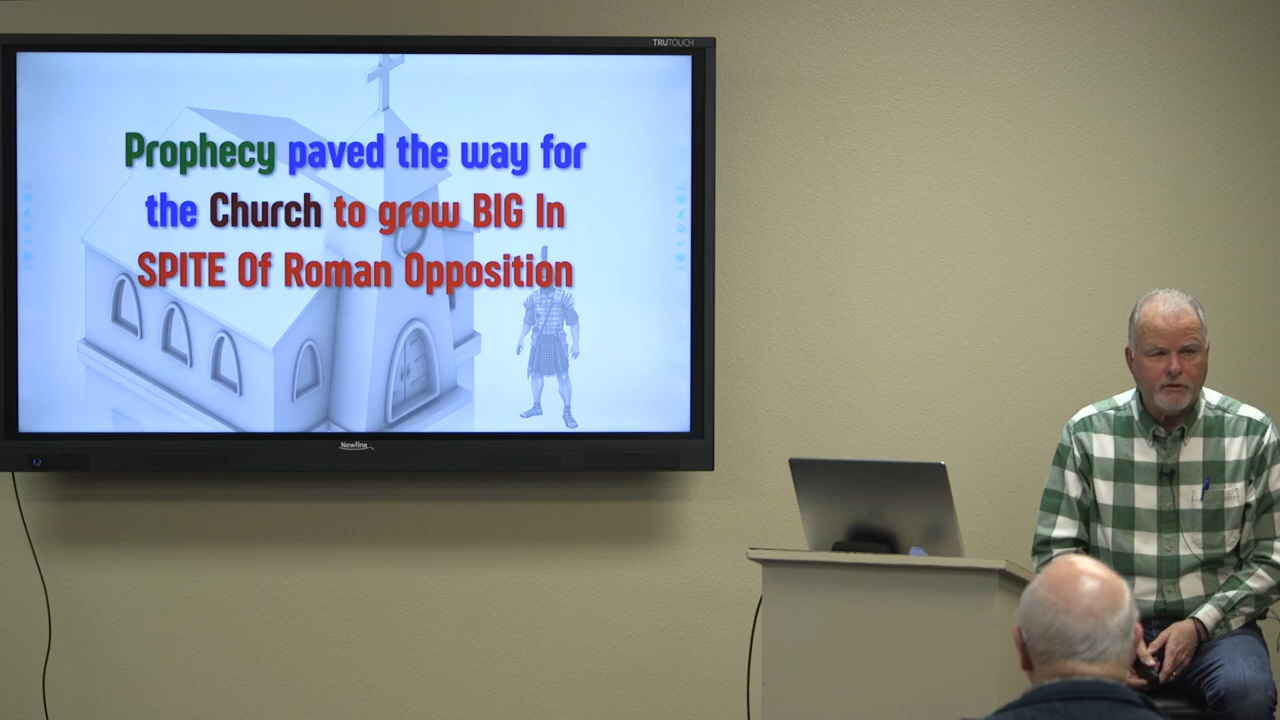 TRUTOUCH
Prophecy paved the way for
the Church to grow BIG In
SPITE Of Roman Opposition
Newline